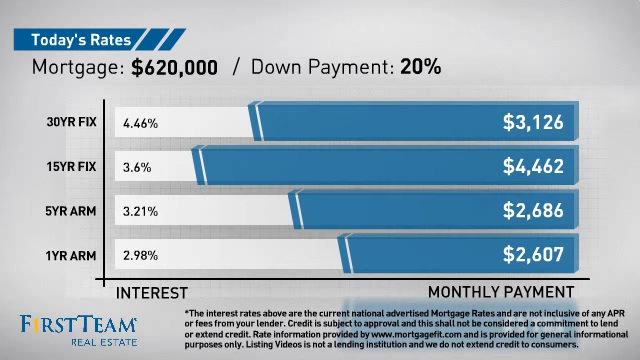 Today's Rates
Mortgage: $620,000 / Down Payment: 20%
30YR FIX 4.46% $3,126
15YR FIX 3.6% $4,462
5YR ARM 3.21% $2,686
1YR ARM 2.98% $2,607
INTEREST MONTHLY PAYMENT
FIRSTTEAM®
REAL ESTATE
*The interest rates above are the current national advertised Mortgage Rates and are not inclusive of any APR
or fees from your lender. Credit is subject to approval and this shall not be considered a commitment to lend
or extend credit. Rate information provided by www.mortgagefit.com and is provided for general informational
purposes only. Listing Videos is not a lending institution and we do not extend credit to consumers.